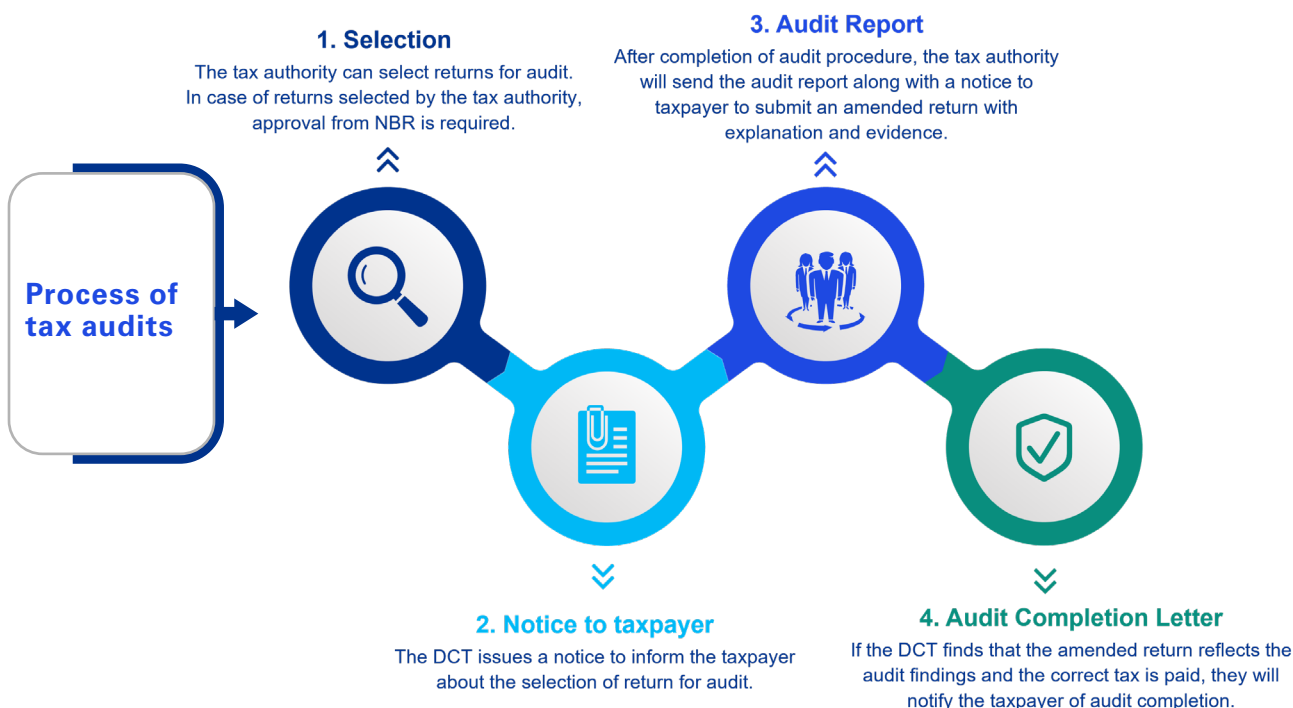 Process of
tax audits
1. Selection
The tax authority can select returns for audit.
In case of returns selected by the tax authority,
approval from NBR is required.
2. Notice to taxpayer
The DCT issues a notice to inform the taxpayer
about the selection of return for audit.
3. Audit Report
After completion of audit procedure, the tax authority
will send the audit report along with a notice to
taxpayer to submit an amended return with
explanation and evidence.
4. Audit Completion Letter
If the DCT finds that the amended return reflects the
audit findings and the correct tax is paid, they will
notify the taxpayer of audit completion.